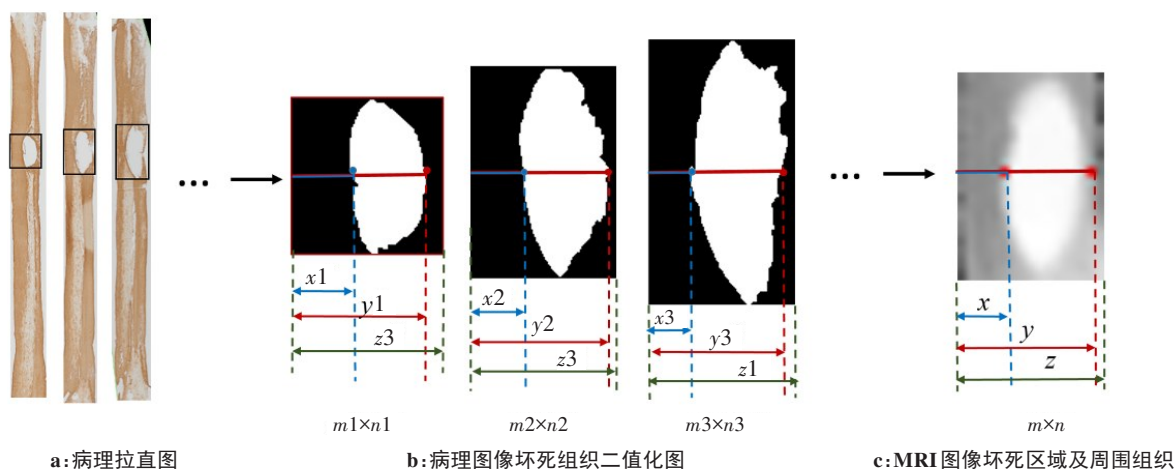 ... ...
x1
y1
z3
x2
y2
z3
x3
y3
z1
x
y
z
m1×n1 m2×n2 m3×n3 m×n
a:病理拉直图 b:病理图像坏死组织二值化图 c:MRI图像坏死区域及周围组织